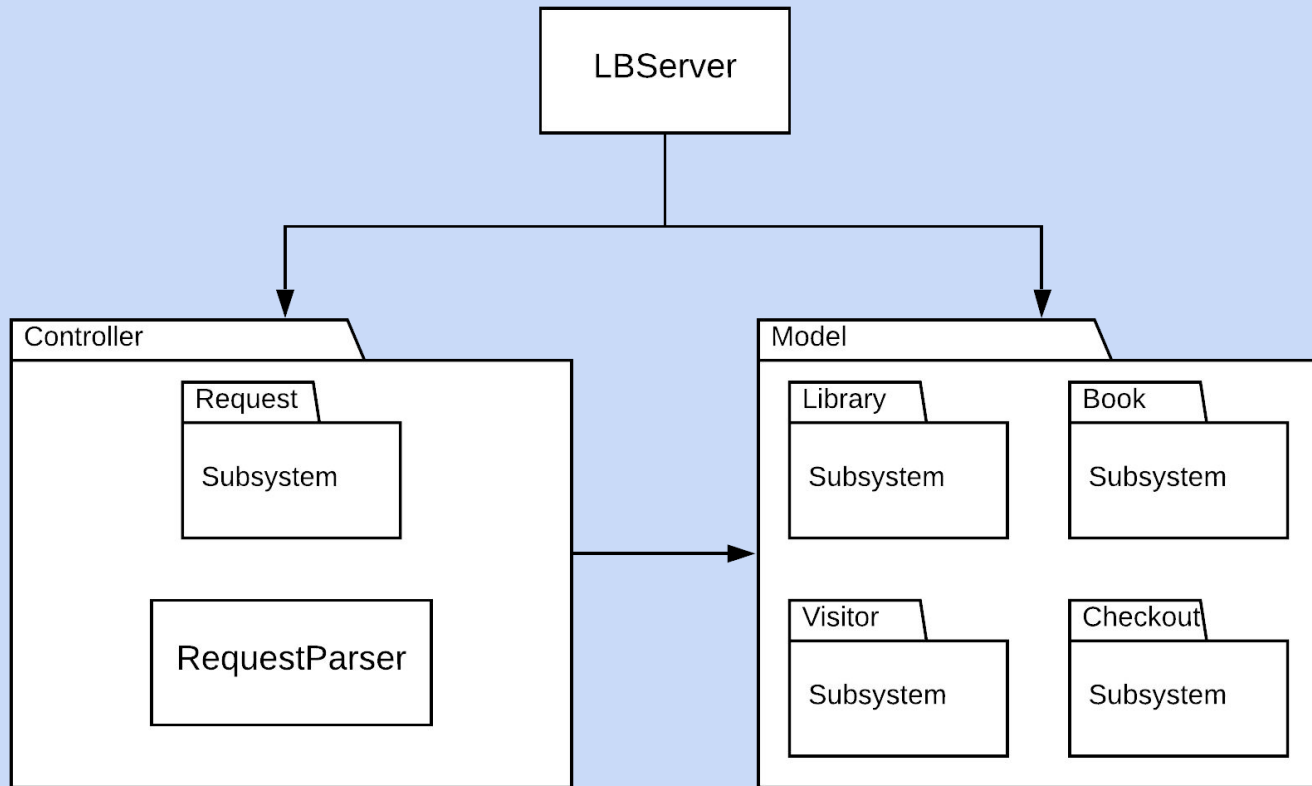 LBServer
Controller
Request
Subsystem
RequestParser
Model
Library
Subsystem
Book
Subsystem
Visitor
Subsystem
Checkout
Subsystem